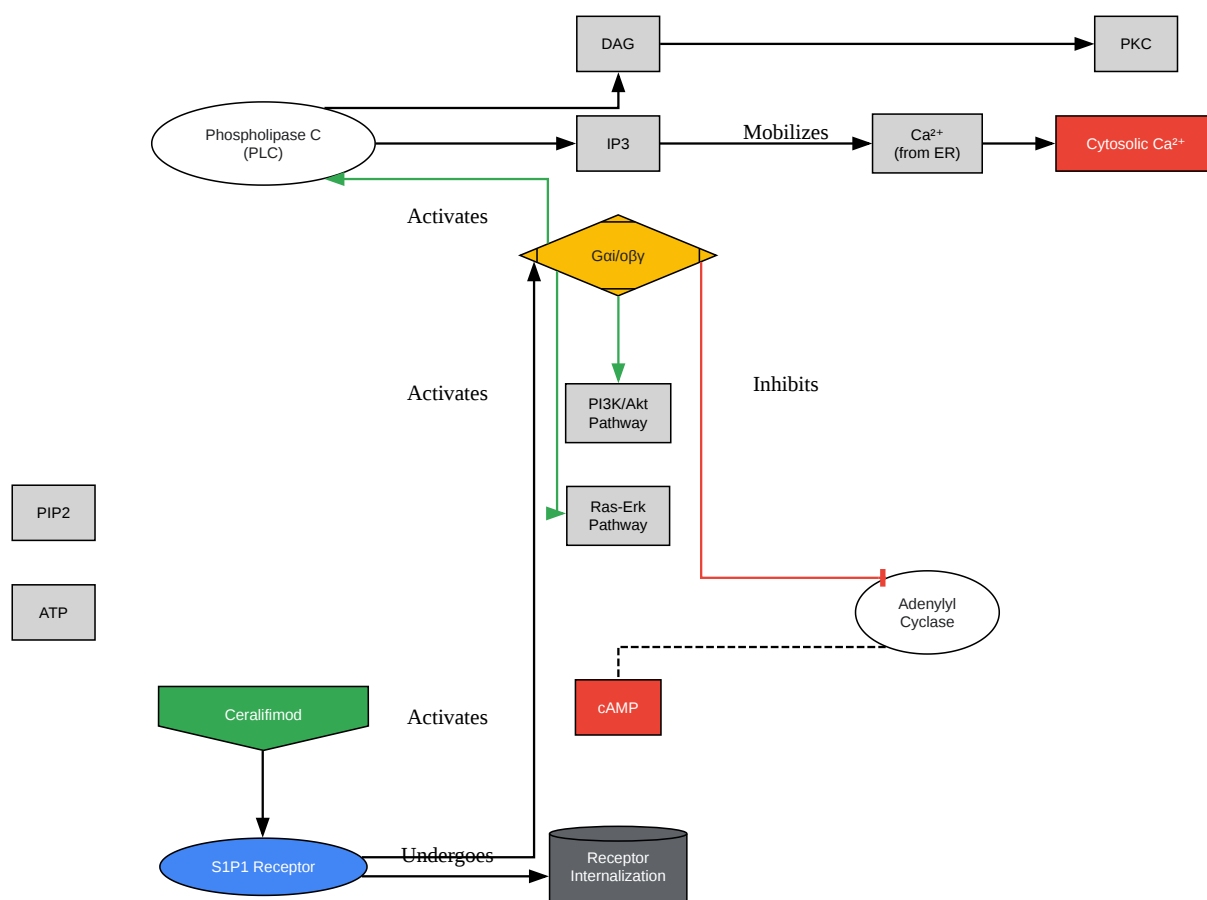 DAG
PKC
Phospholipase C
(PLC)
IP3
Mobilizes
Ca²⁺
(from ER)
Cytosolic Ca²⁺
Activates
Gαi/oβγ
Activates
PI3K/Akt
Pathway
Inhibits
PIP2
Ras-Erk
Pathway
ATP
Adenylyl
Cyclase
Ceralifimod
Activates
cAMP
S1P1 Receptor
Undergoes
Receptor
Internalization